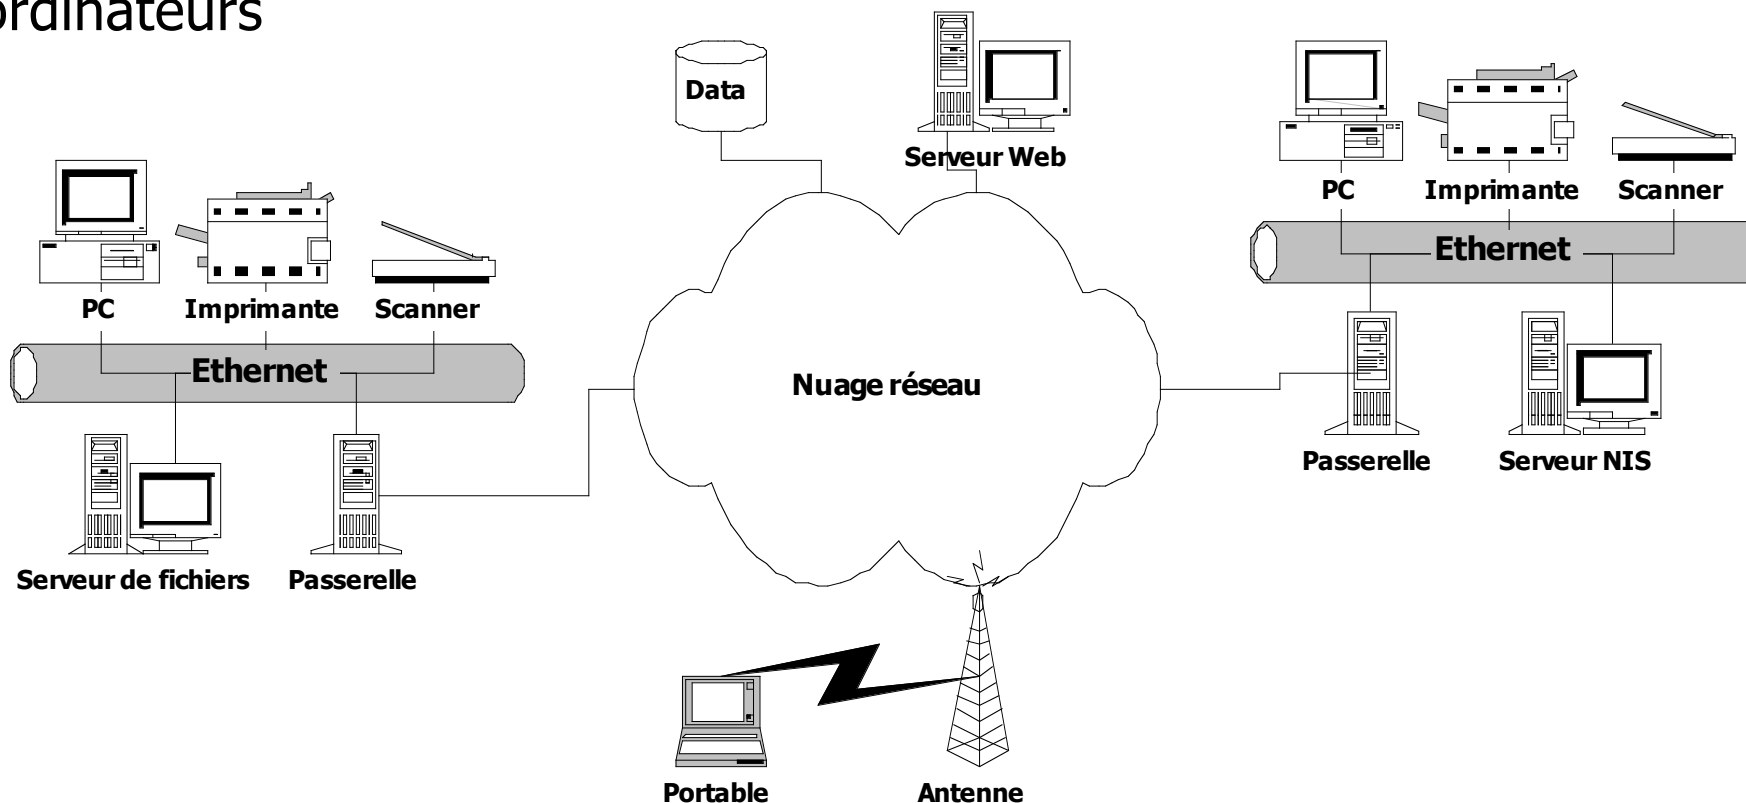 ordinateurs
Data
Serveur Web
PC
Imprimante
Scanner
Ethernet
PC
Imprimante
Scanner
Ethernet
Nuage réseau
Passerelle
Serveur NIS
Serveur de fichiers
Passerelle
Portable
Antenne